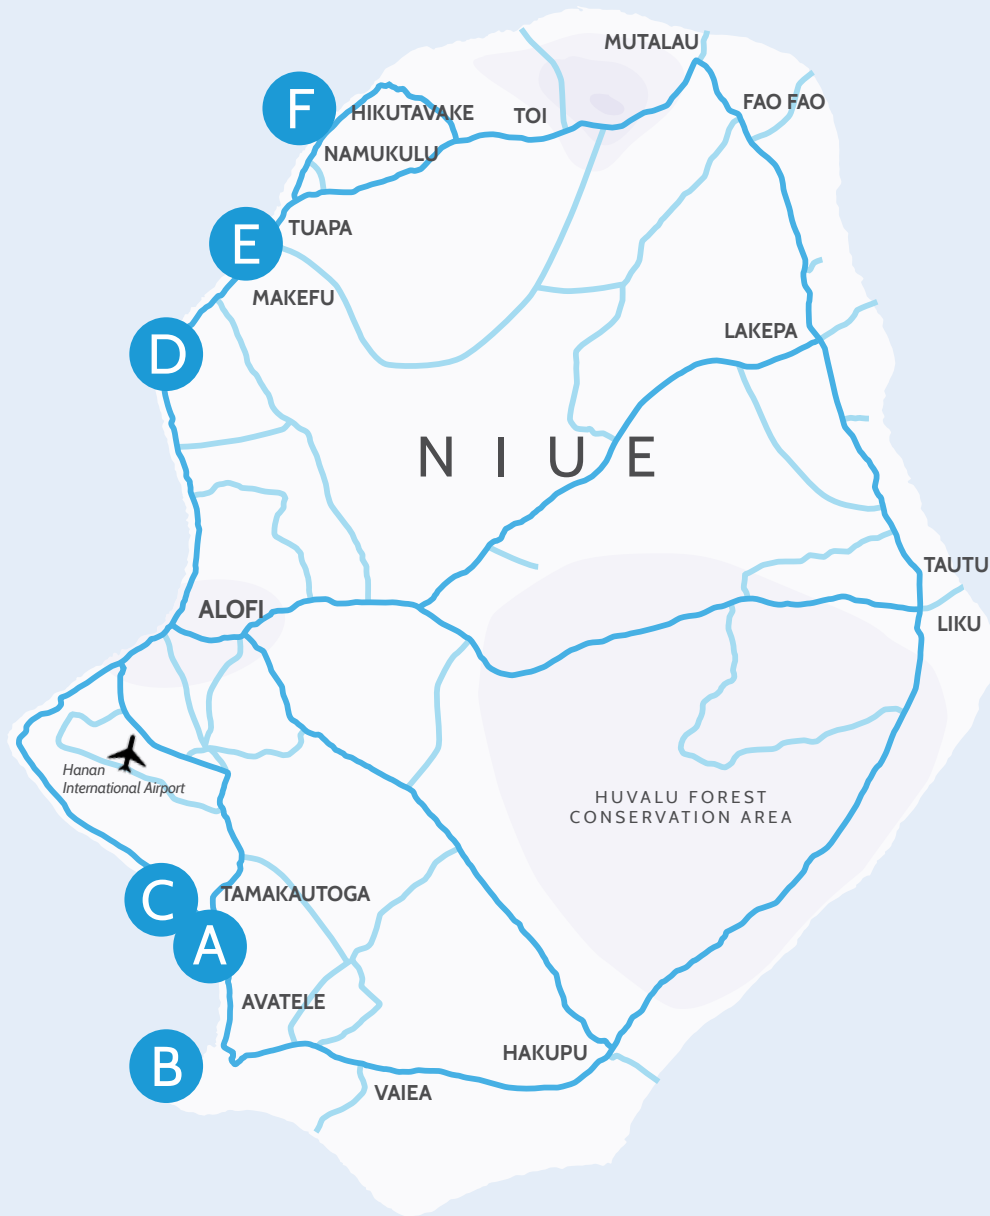 MUTALAU
FAO FAO
F
HIKUTAVAKE
TOI
NAMUKULU
TUAPA
E
MAKEFU
D
LAKEPA
NIUE
TAUTU
ALOFI
LIKU
Hanan
International Airport
HUVALU FOREST
CONSERVATION AREA
C
TAMAKAUTOGA
A
AVATELE
B
HAKUPU
VAIEA